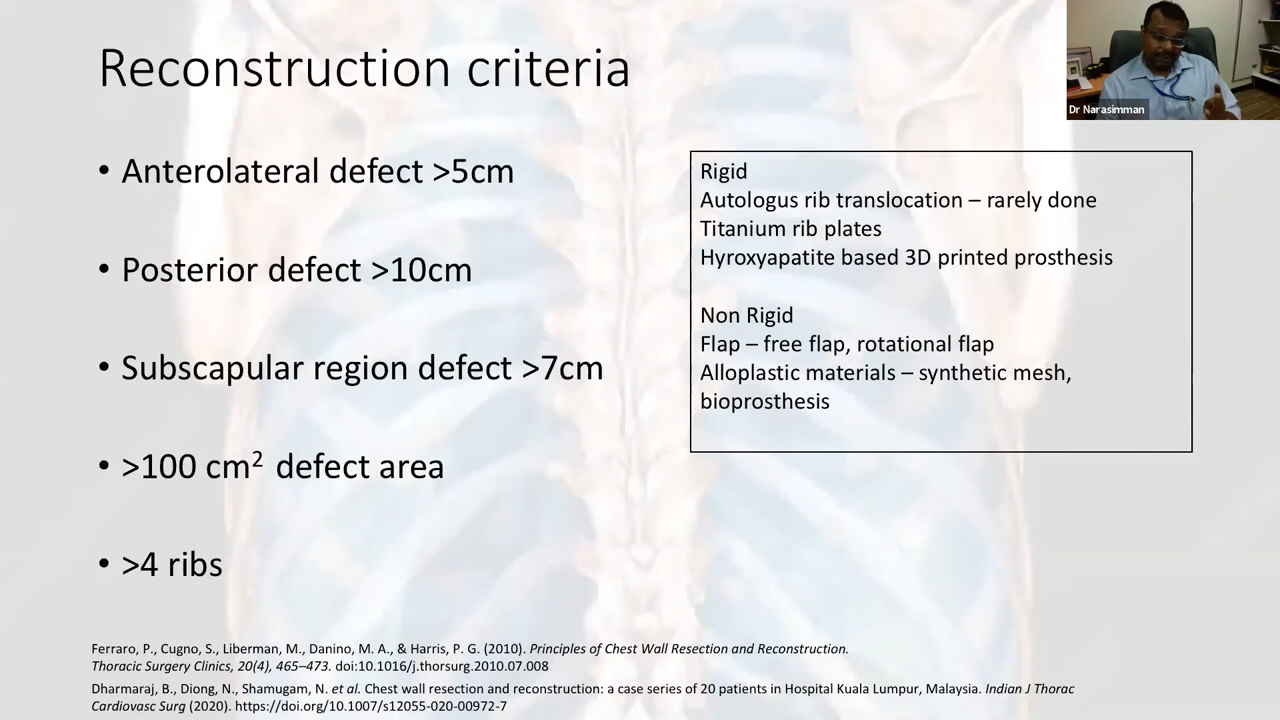 Reconstruction criteria
Dr Narasimman
• Anterolateral defect >5cm
• Posterior defect >10cm
• Subscapular region defect >7cm
• >100 cm² defect area
• >4 ribs
Rigid
Autologus rib translocation – rarely done
Titanium rib plates
Hyroxyapatite based 3D printed prosthesis
Non Rigid
Flap – free flap, rotational flap
Alloplastic materials – synthetic mesh,
bioprosthesis
Ferraro, P., Cugno, S., Liberman, M., Danino, M. A., & Harris, P. G. (2010). Principles of Chest Wall Resection and Reconstruction.
Thoracic Surgery Clinics, 20(4), 465–473. doi:10.1016/j.thorsurg.2010.07.008
Dharmaraj, B., Diong, N., Shamugam, N. et al. Chest wall resection and reconstruction: a case series of 20 patients in Hospital Kuala Lumpur, Malaysia. Indian J Thorac
Cardiovasc Surg (2020). https://doi.org/10.1007/s12055-020-00972-7